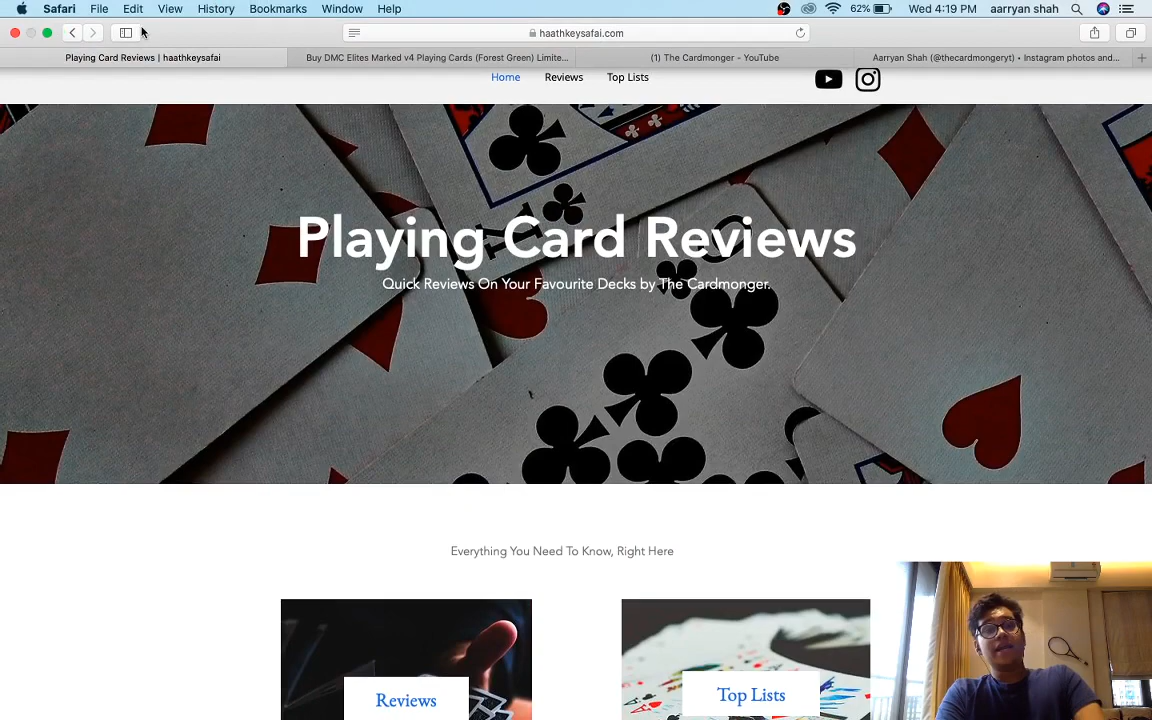 Safari File Edit View History Bookmarks Window Help 62% Wed 4:19 PM aarryan shah
haathkeysafai.com
Playing Card Reviews | haathkeysafai Buy DMC Elites Marked v4 Playing Cards (Forest Green) Limite... (1) The Cardmonger - YouTube Aarryan Shah (@thecardmongeryt) • Instagram photos and...
Home Reviews Top Lists
Playing Card Reviews
Quick Reviews On Your Favourite Decks by The Cardmonger.
Everything You Need To Know, Right Here
Reviews Top Lists